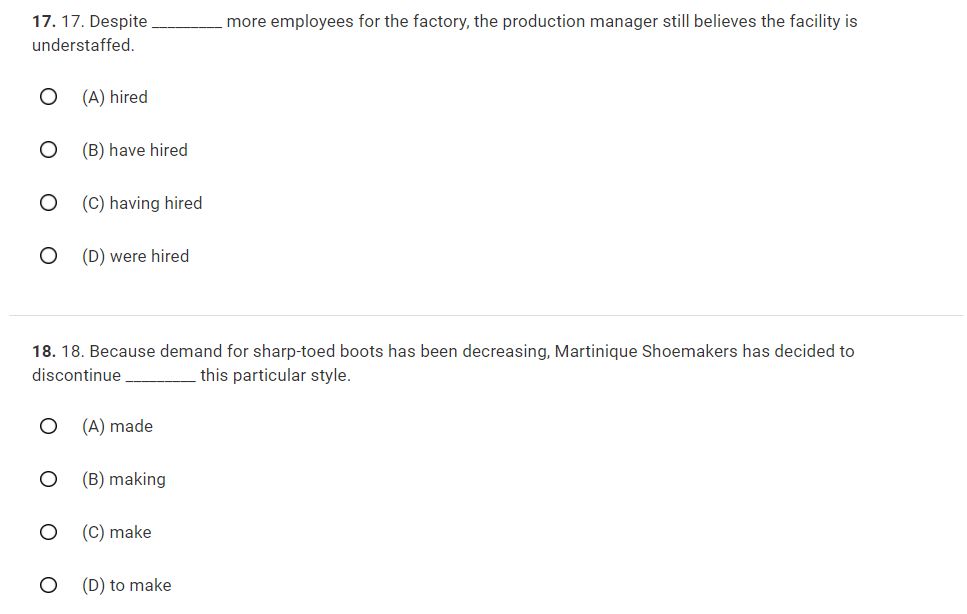 17. 17. Despite _________ more employees for the factory, the production manager still believes the facility is
understaffed.
(A) hired
(B) have hired
(C) having hired
(D) were hired
18. 18. Because demand for sharp-toed boots has been decreasing, Martinique Shoemakers has decided to
discontinue _________ this particular style.
(A) made
(B) making
(C) make
(D) to make